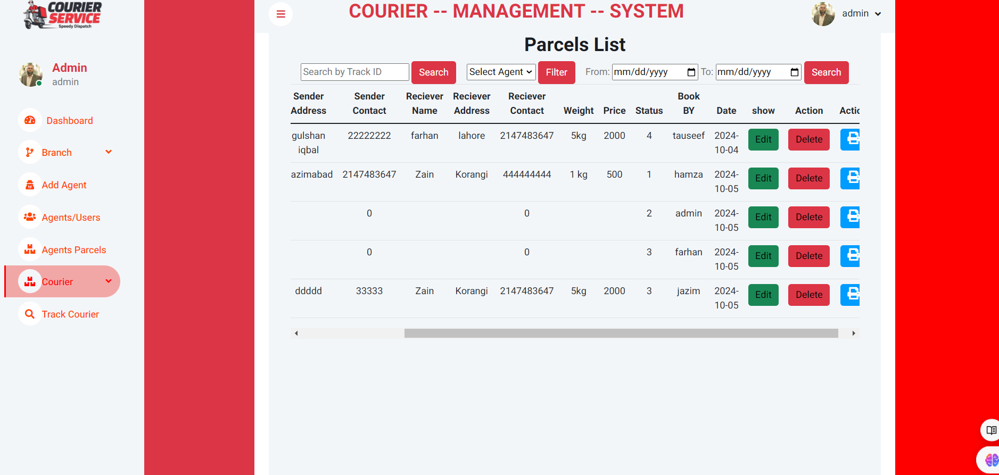 COURIER
SERVICE
Speedy Dispatch
COURIER -- MANAGEMENT -- SYSTEM
admin
Admin
admin
Dashboard
Branch
Add Agent
Agents/Users
Agents Parcels
Courier
Track Courier
Parcels List
Search by Track ID Search Select Agent Filter From: mm/dd/yyyy To: mm/dd/yyyy Search
Sender Sender Reciever Reciever Reciever Book
Address Contact Name Address Contact Weight Price Status BY Date show Action Actic
gulshan 22222222 farhan lahore 2147483647 5kg 2000 4 tauseef 2024- Edit Delete
iqbal 10-04
azimabad 2147483647 Zain Korangi 444444444 1 kg 500 1 hamza 2024- Edit Delete
10-05
0 0 2 admin 2024- Edit Delete
10-05
0 0 3 farhan 2024- Edit Delete
10-05
ddddd 33333 Zain Korangi 2147483647 5kg 2000 3 jazim 2024- Edit Delete
10-05